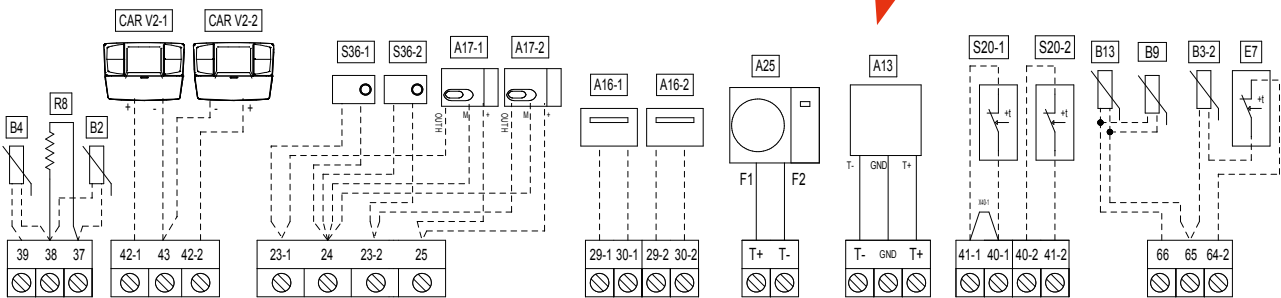 CAR V2-1 CAR V2-2
S36-1 S36-2 A17-1 A17-2
A16-1 A16-2
A25
A13
S20-1 S20-2
B13 B9 B3-2 E7
B4 R8 B2
+ - - +
OUTH M + OUTH M +
+t +t +t
F1 F2
T- GND T+
39 38 37
42-1 43 42-2
23-1 24 23-2 25
29-1 30-1 29-2 30-2
T+ T-
T- GND T+
41-1 40-1 40-2 41-2
66 65 64-2